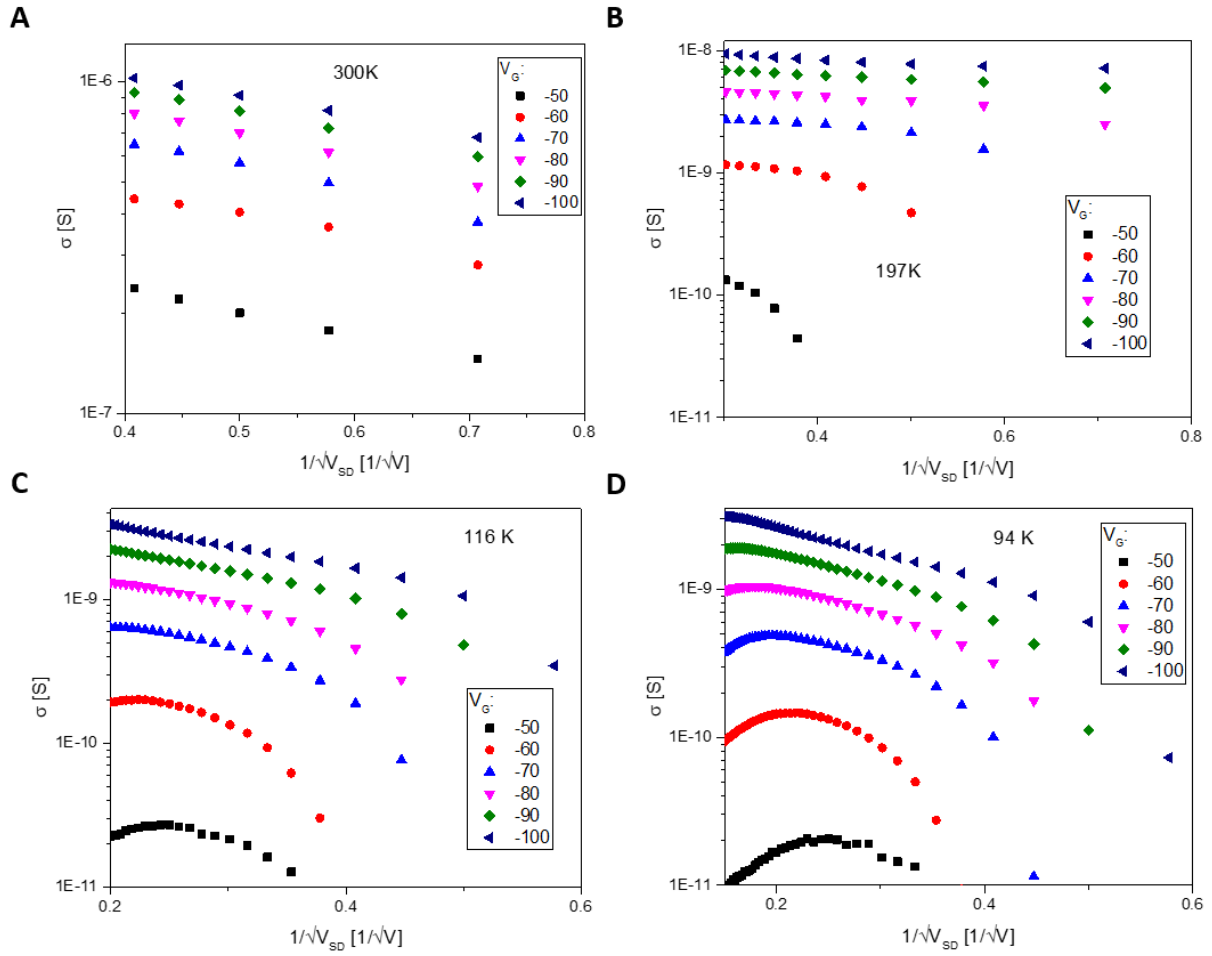 A
1E-6
1E-7
σ [S]
300K
V_G:
-50
-60
-70
-80
-90
-100
0.4 0.5 0.6 0.7 0.8
1/√V_SD [1/√V]
B
1E-8
1E-9
1E-10
1E-11
σ [S]
197K
V_G:
-50
-60
-70
-80
-90
-100
0.4 0.6 0.8
1/√V_SD [1/√V]
C
1E-9
1E-10
1E-11
σ [S]
116 K
V_G:
-50
-60
-70
-80
-90
-100
0.2 0.4 0.6
1/√V_SD [1/√V]
D
1E-9
1E-10
1E-11
σ [S]
94 K
V_G:
-50
-60
-70
-80
-90
-100
0.2 0.4 0.6
1/√V_SD [1/√V]